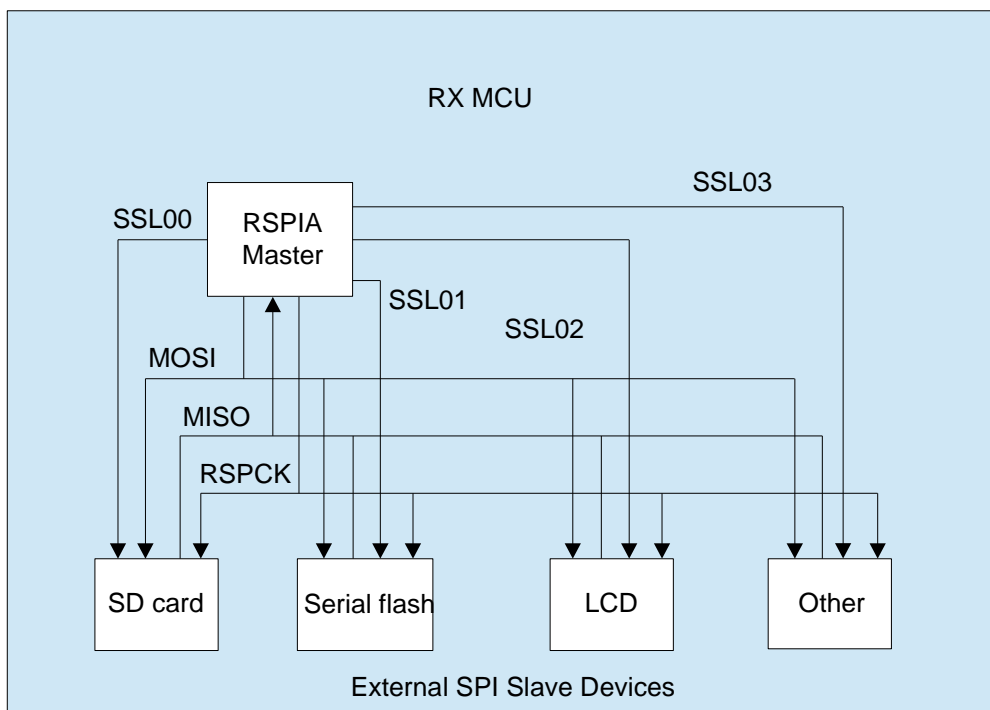 RX MCU
SSL03
SSL00
RSPIA
Master
SSL01
SSL02
MOSI
MISO
RSPCK
SD card
Serial flash
LCD
Other
External SPI Slave Devices